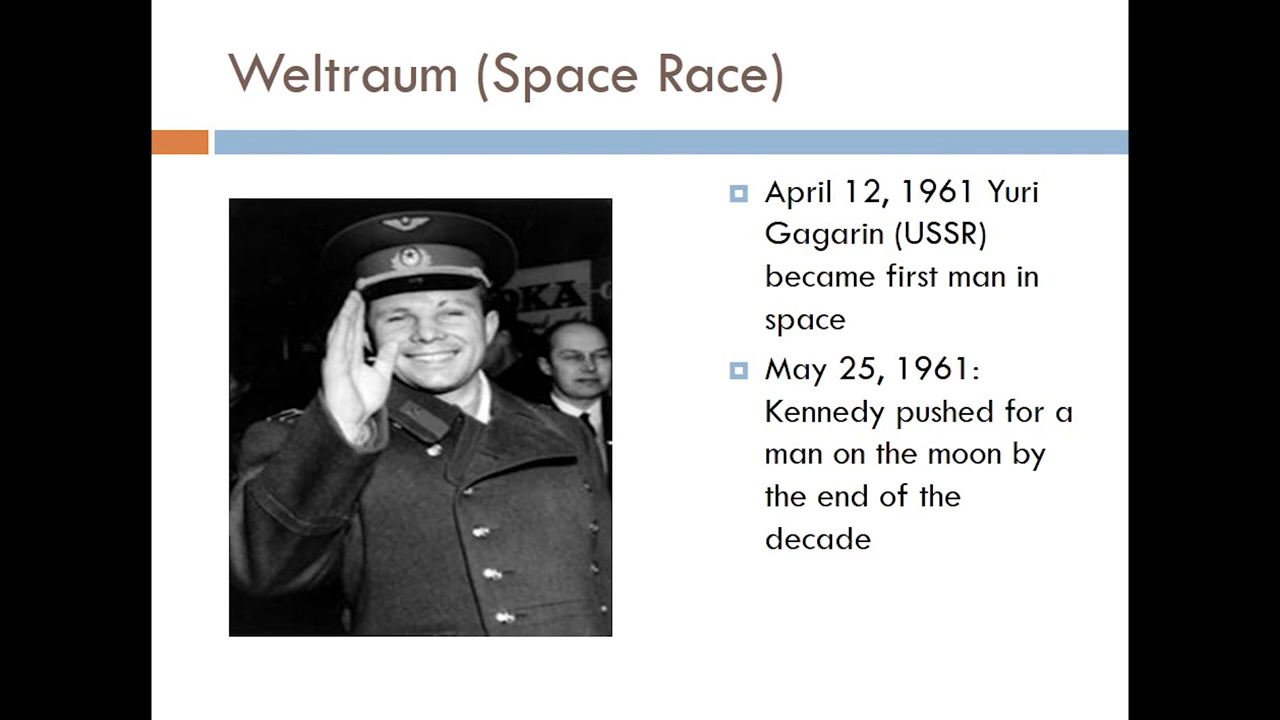 Weltraum (Space Race)
April 12, 1961 Yuri
Gagarin (USSR)
became first man in
space
May 25, 1961:
Kennedy pushed for a
man on the moon by
the end of the
decade